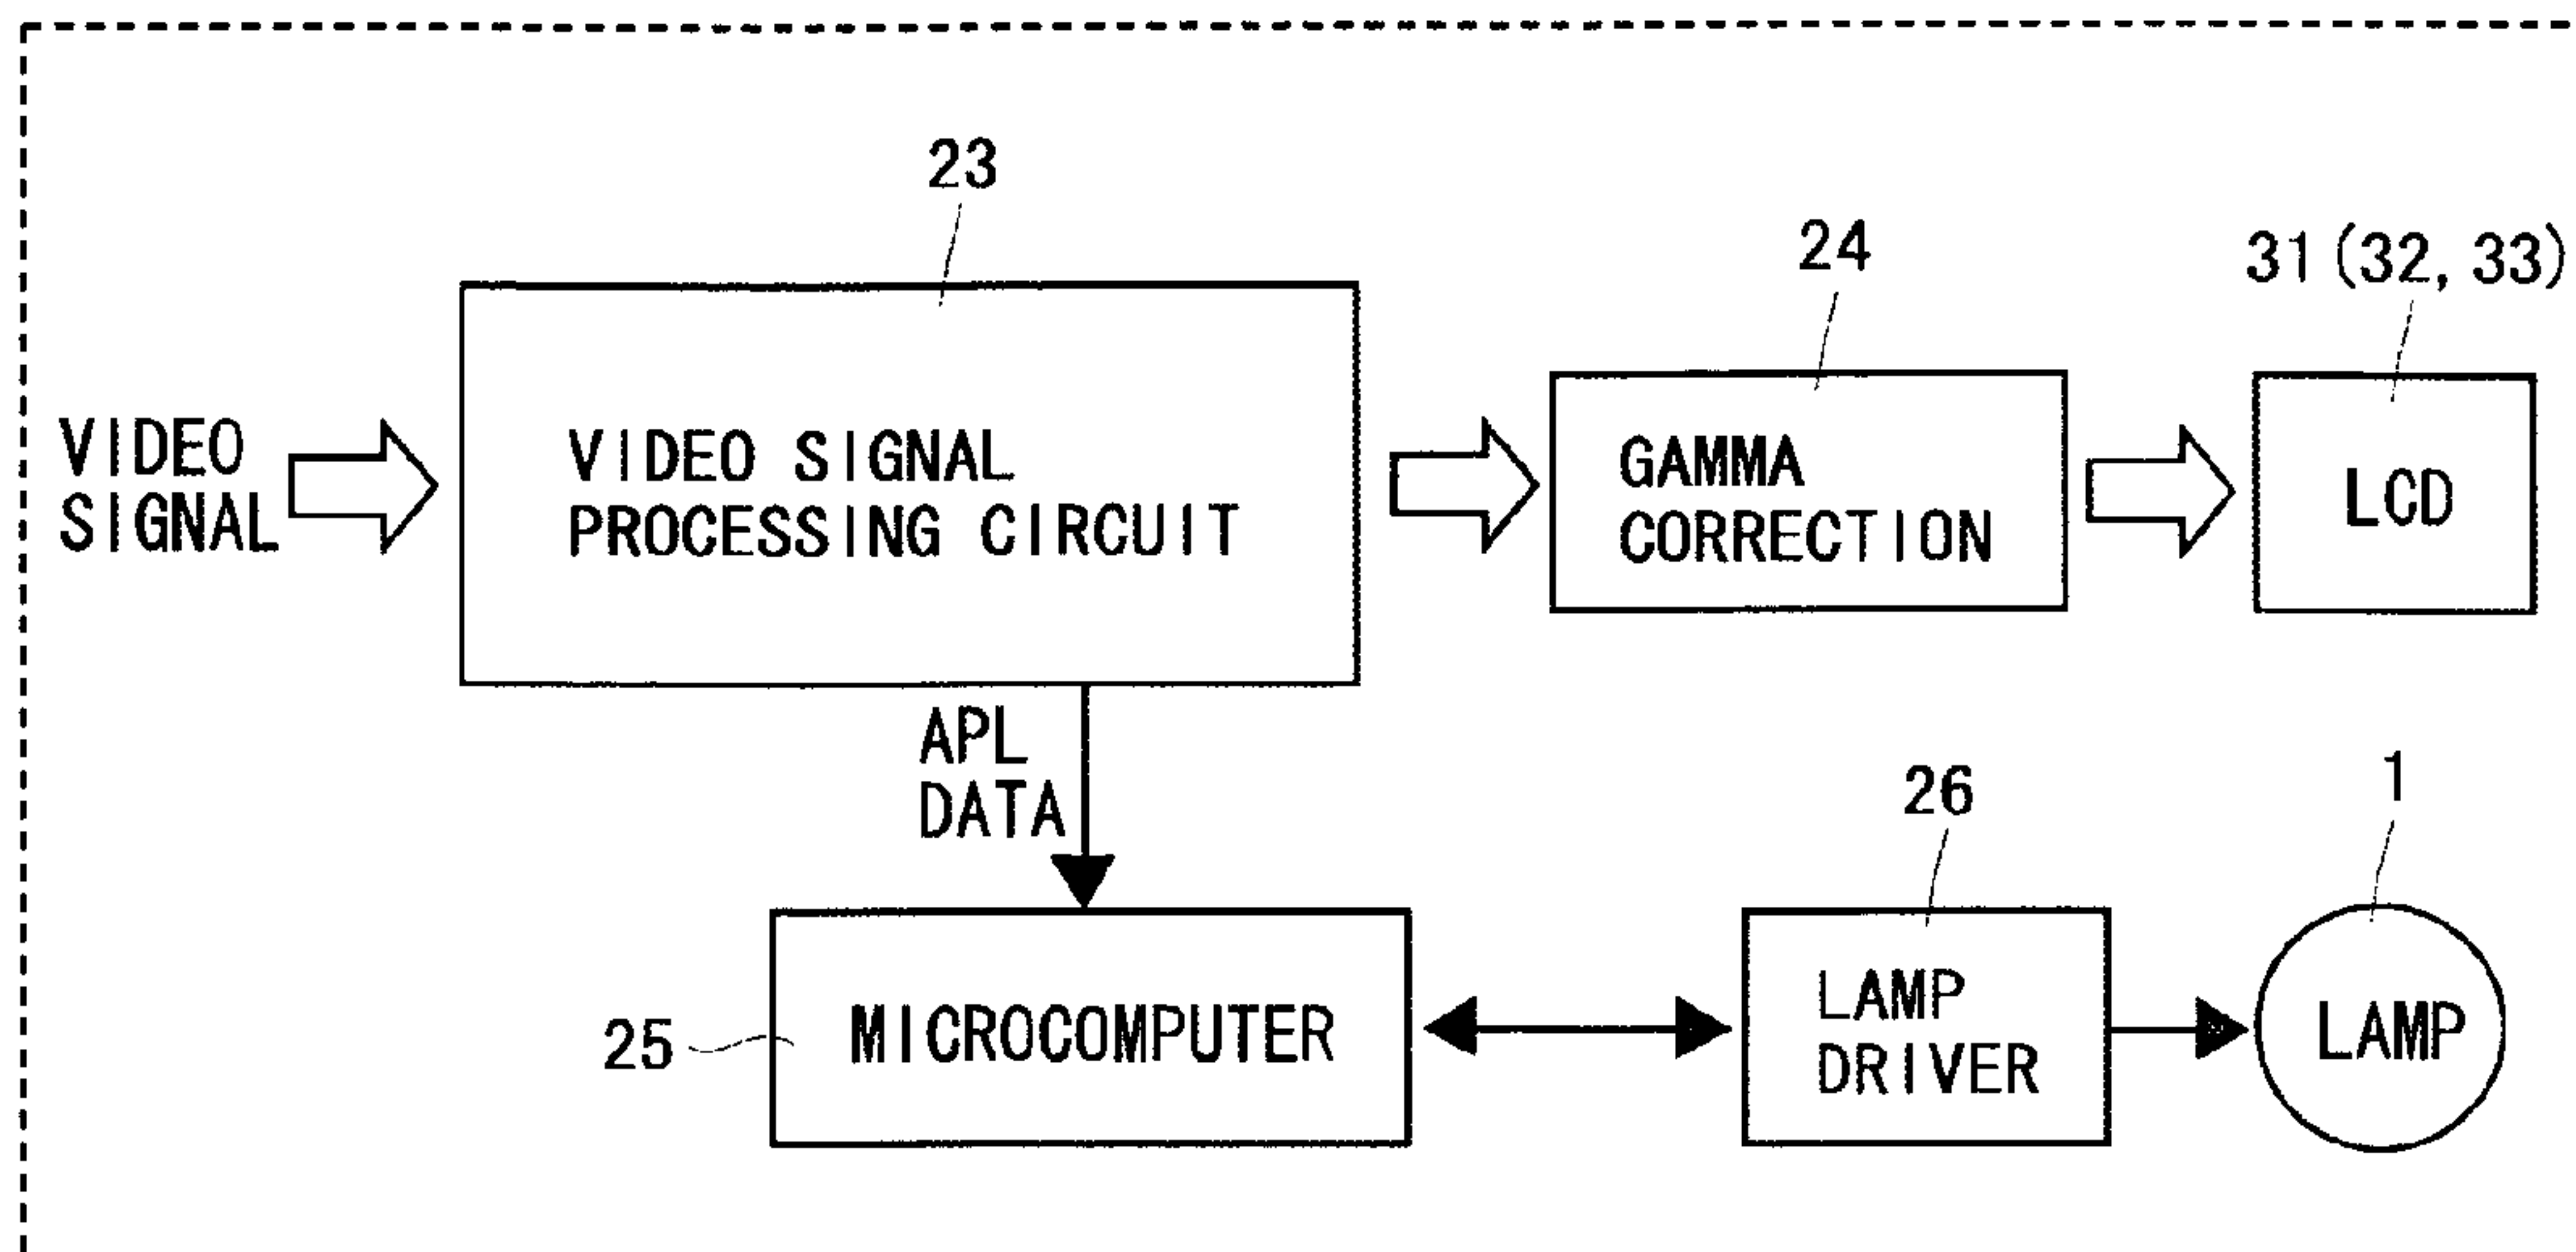 23
24
31 (32, 33)
VIDEO
SIGNAL
VIDEO SIGNAL
PROCESSING CIRCUIT
GAMMA
CORRECTION
LCD
APL
DATA
26
1
25
MICROCOMPUTER
LAMP
DRIVER
LAMP